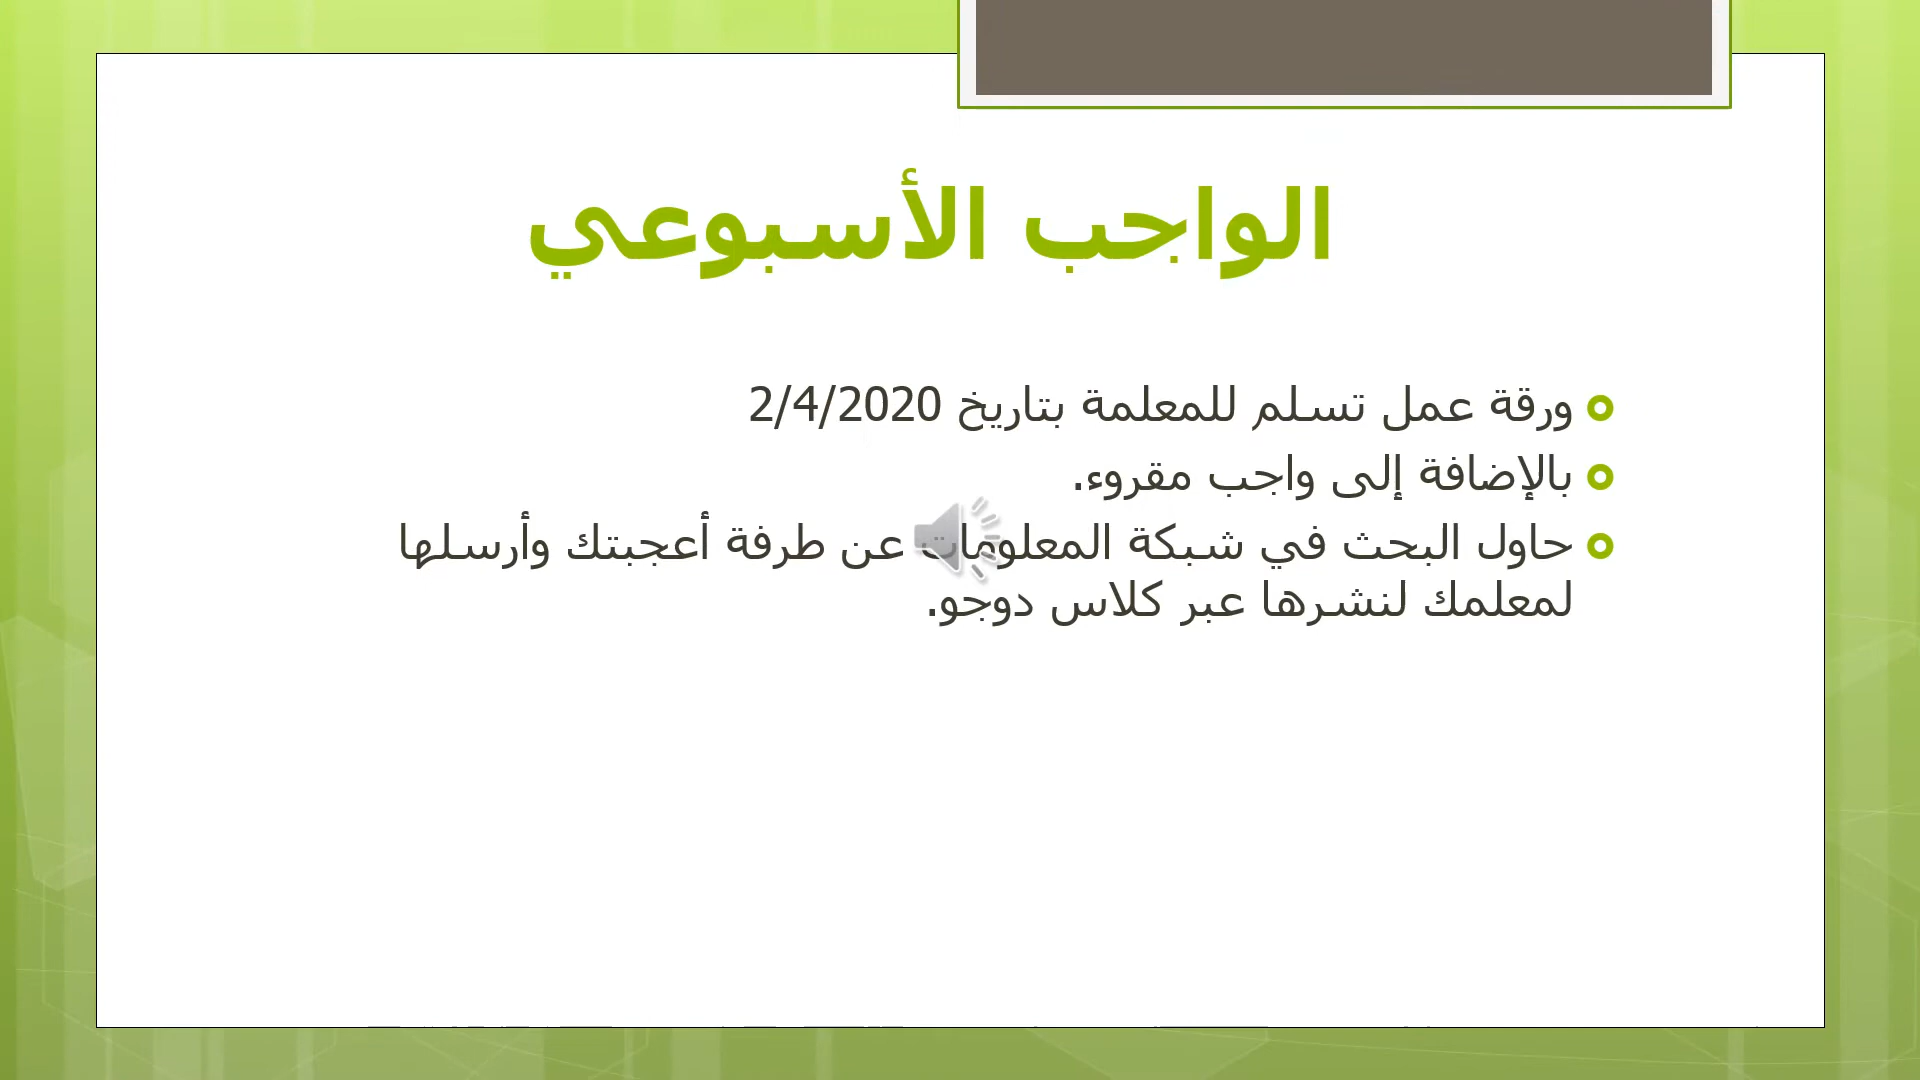 الواجب الأسبوعي
ورقة عمل تسلم للمعلمة بتاريخ 2/4/2020
بالإضافة إلى واجب مقروء.
حاول البحث في شبكة المعلومات عن طرفة أعجبتك وأرسلها
لمعلمك لنشرها عبر كلاس دوجو.